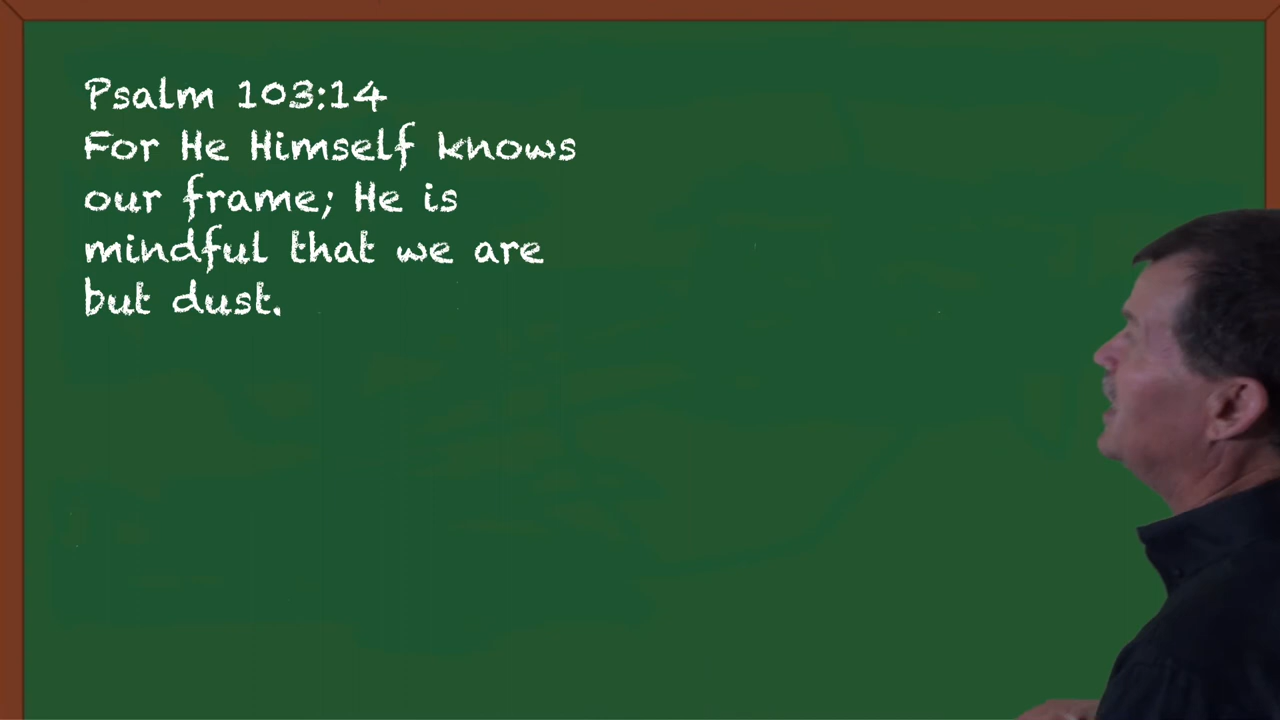 Psalm 103:14
For He Himself knows
our frame; He is
mindful that we are
but dust.